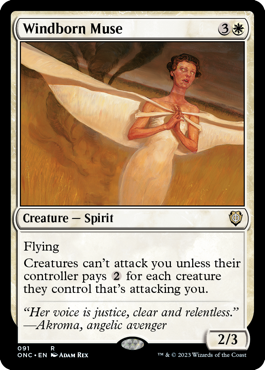 Windborn Muse 3
Creature — Spirit
Flying
Creatures can't attack you unless their
controller pays 2 for each creature
they control that's attacking you.
"Her voice is justice, clear and relentless."
—Akroma, angelic avenger
2/3
091 R
ONC • EN Adam Rex ™ & © 2023 Wizards of the Coast